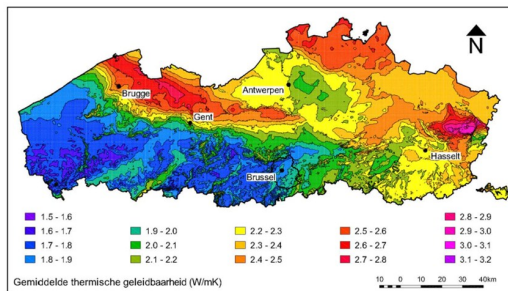 N
Brugge
Antwerpen
Gent
Hasselt
Brussel
1.5 - 1.6
1.6 - 1.7
1.7 - 1.8
1.8 - 1.9
1.9 - 2.0
2.0 - 2.1
2.1 - 2.2
2.2 - 2.3
2.3 - 2.4
2.4 - 2.5
2.5 - 2.6
2.6 - 2.7
2.7 - 2.8
2.8 - 2.9
2.9 - 3.0
3.0 - 3.1
3.1 - 3.2
Gemiddelde thermische geleidbaarheid (W/mK)
10 0 10 20 30 40km